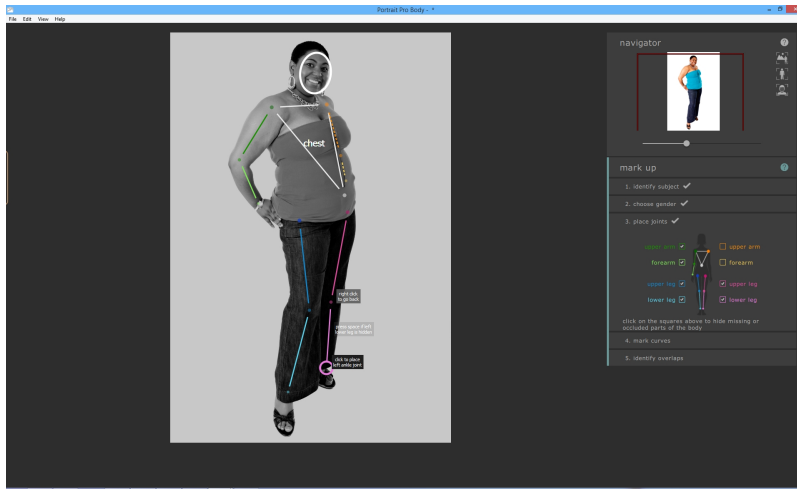 Portrait Pro Body - *
File Edit View Help
navigator
?
chest
mark up
?
1. identify subject
2. choose gender
3. place joints
upper arm
upper arm
forearm
forearm
upper leg
upper leg
lower leg
lower leg
right click
to go back
press space if left
lower leg is hidden
click to place
left ankle joint
click on the squares above to hide missing or
occluded parts of the body
4. mark curves
5. identify overlaps